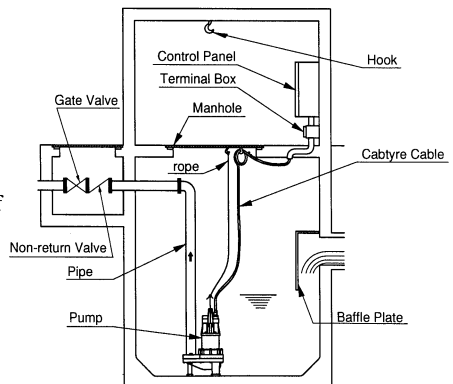 Hook
Control Panel
Terminal Box
Gate Valve
Manhole
rope
Cabtyre Cable
f
Non-return Valve
Pipe
Pump
Baffle Plate